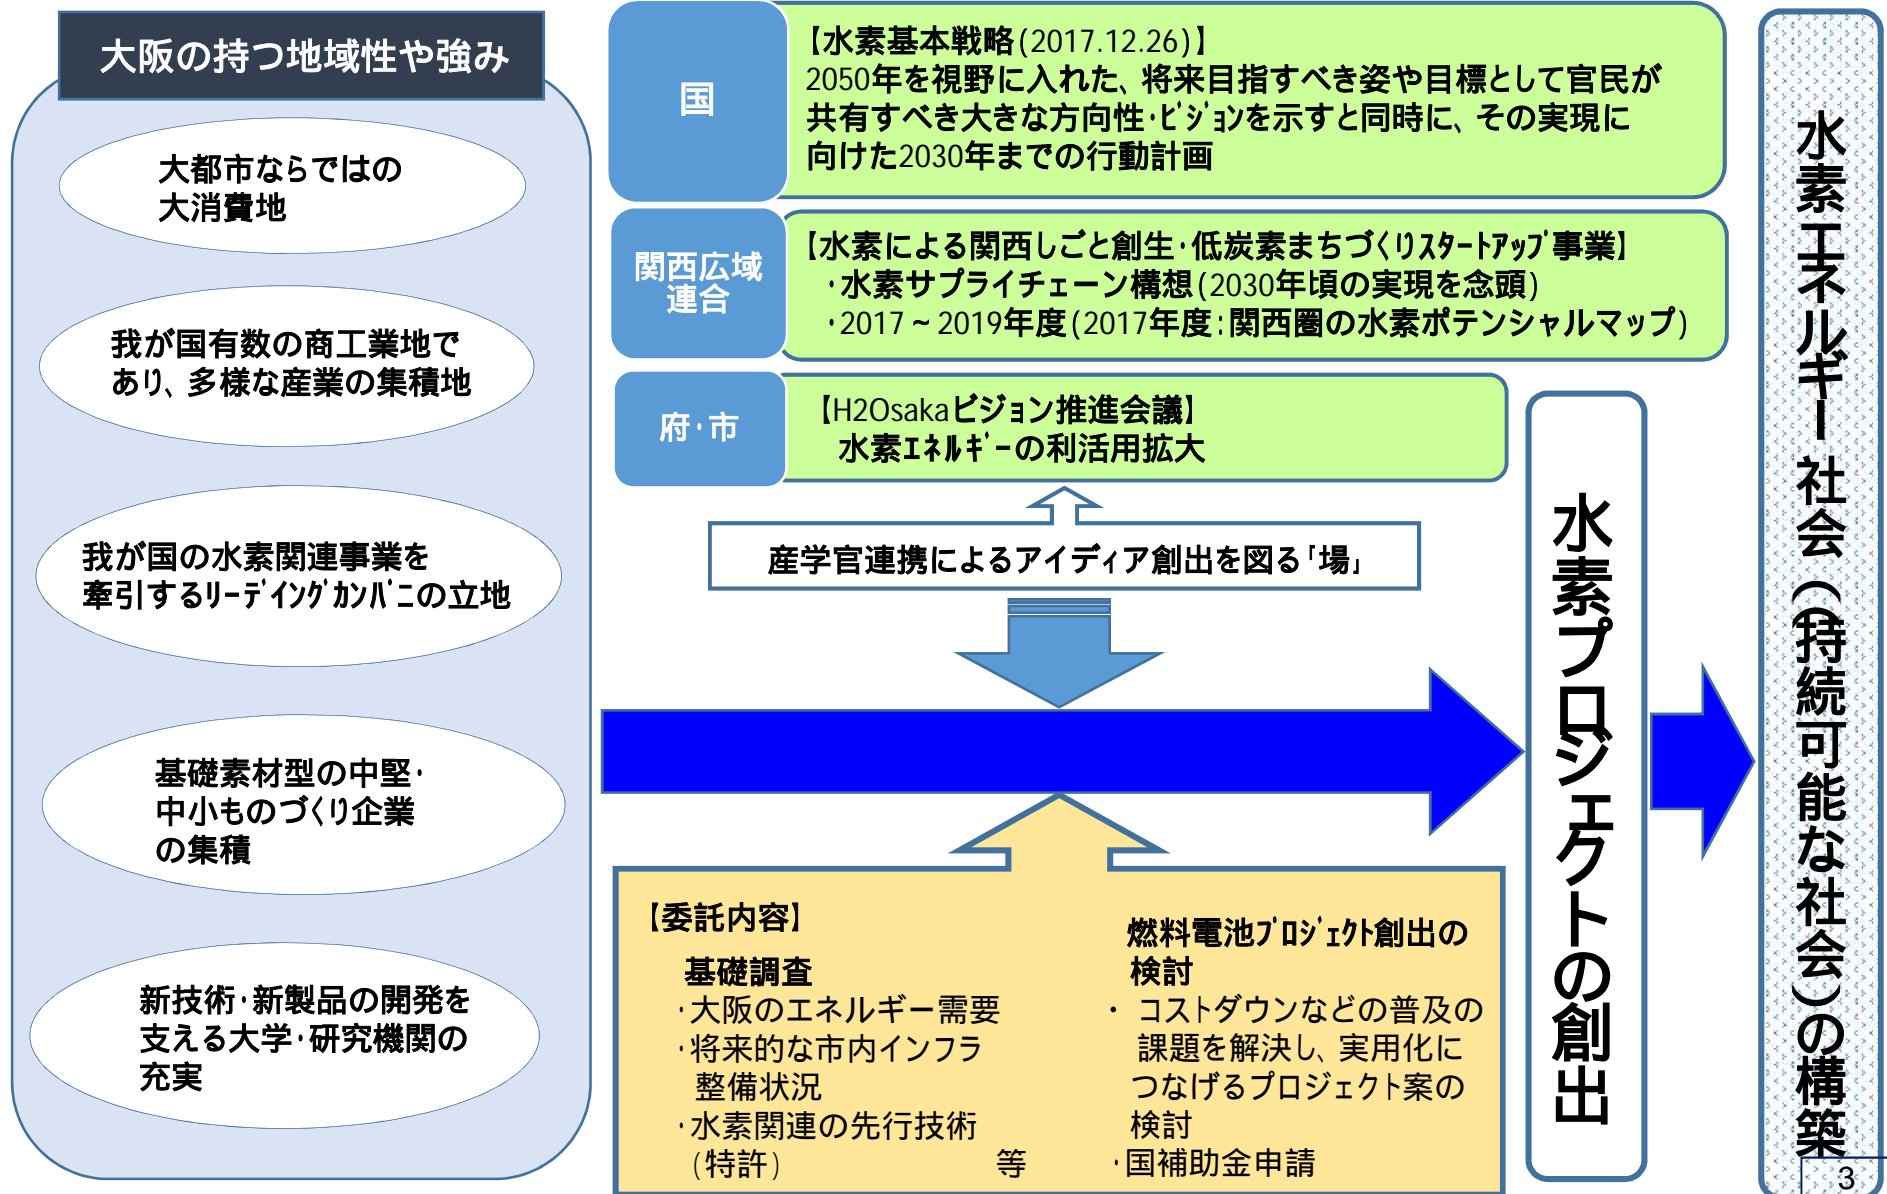 大阪の持つ地域性や強み
大都市ならではの
大消費地
我が国有数の商工業地で
あり、多様な産業の集積地
我が国の水素関連事業を
牽引するﾘｰﾃﾞｲﾝｸﾞｶﾝﾊﾟﾆの立地
基礎素材型の中堅・
中小ものづくり企業
の集積
新技術・新製品の開発を
支える大学・研究機関の
充実
国
【水素基本戦略(2017.12.26)】
2050年を視野に入れた、将来目指すべき姿や目標として官民が
共有すべき大きな方向性・ﾋﾞｼﾞｮﾝを示すと同時に、その実現に
向けた2030年までの行動計画
関西広域
連合
【水素による関西しごと創生・低炭素まちづくりｽﾀｰﾄｱｯﾌﾟ事業】
・水素サプライチェーン構想(2030年頃の実現を念頭)
・2017～2019年度(2017年度：関西圏の水素ポテンシャルマップ)
府・市
【H2Osakaビジョン推進会議】
水素ｴﾈﾙｷﾞｰの利活用拡大
産学官連携によるアイディア創出を図る「場」
【委託内容】
基礎調査
・大阪のエネルギー需要
・将来的な市内インフラ
整備状況
・水素関連の先行技術
(特許) 等
燃料電池ﾌﾟﾛｼﾞｪｸﾄ創出の
検討
・ コストダウンなどの普及の
課題を解決し、実用化に
つなげるプロジェクト案の
検討
・国補助金申請
水素プロジェクトの創出
水素エネルギー社会（(持続可能な社会)の構築
3